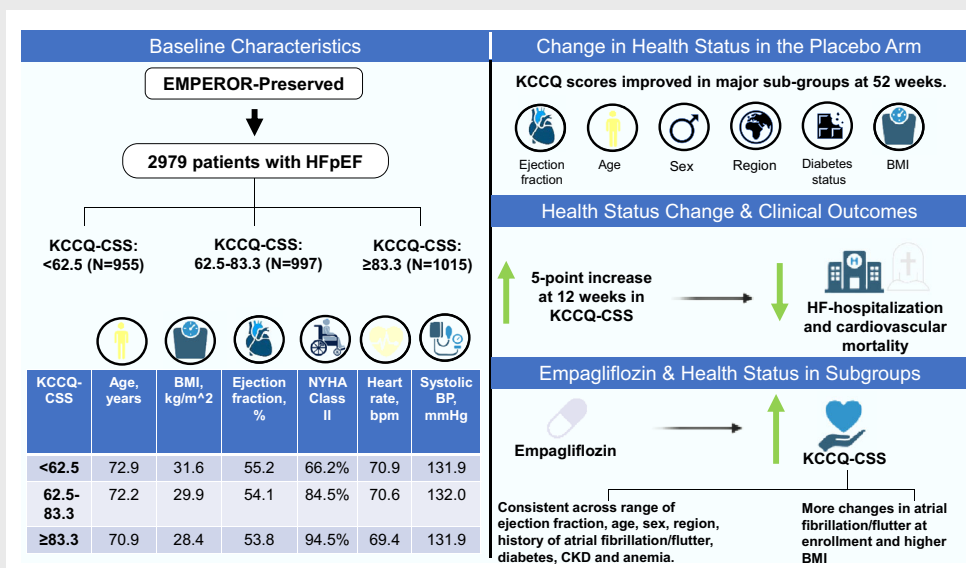 Baseline Characteristics
EMPEROR-Preserved
2979 patients with HFpEF
KCCQ-CSS:
<62.5 (N=955)
KCCQ-CSS:
62.5-83.3 (N=997)
KCCQ-CSS:
≥83.3 (N=1015)
KCCQ-
CSS
Age,
years
BMI,
kg/m^2
Ejection
fraction,
%
NYHA
Class
II
Heart
rate,
bpm
Systolic
BP,
mmHg
<62.5 72.9 31.6 55.2 66.2% 70.9 131.9
62.5-
83.3 72.2 29.9 54.1 84.5% 70.6 132.0
≥83.3 70.9 28.4 53.8 94.5% 69.4 131.9
Change in Health Status in the Placebo Arm
KCCQ scores improved in major sub-groups at 52 weeks.
Ejection
fraction
Age
Sex
Region
Diabetes
status
BMI
Health Status Change & Clinical Outcomes
5-point increase
at 12 weeks in
KCCQ-CSS
H
HF-hospitalization
and cardiovascular
mortality
Empagliflozin & Health Status in Subgroups
Empagliflozin
KCCQ-CSS
Consistent across range of
ejection fraction, age, sex, region,
history of atrial fibrillation/flutter,
diabetes, CKD and anemia.
More changes in atrial
fibrillation/flutter at
enrollment and higher
BMI